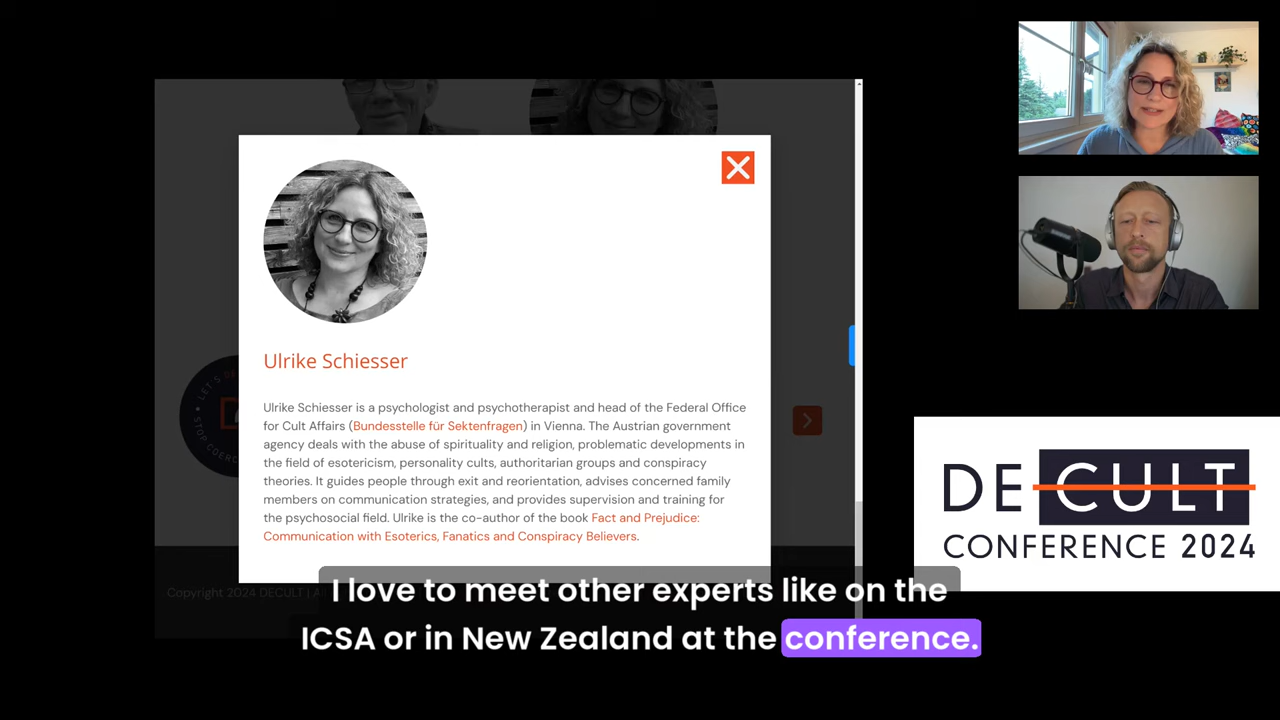 Ulrike Schiesser
Ulrike Schiesser is a psychologist and psychotherapist and head of the Federal Office
for Cult Affairs (Bundesstelle für Sektenfragen) in Vienna. The Austrian government
agency deals with the abuse of spirituality and religion, problematic developments in
the field of esotericism, personality cults, authoritarian groups and conspiracy
theories. It guides people through exit and reorientation, advises concerned family
members on communication strategies, and provides supervision and training for
the psychosocial field. Ulrike is the co-author of the book Fact and Prejudice:
Communication with Esoterics, Fanatics and Conspiracy Believers.
Copyright 2024 DECULT |
I love to meet other experts like on the
ICSA or in New Zealand at the conference.
DECULT
CONFERENCE 2024